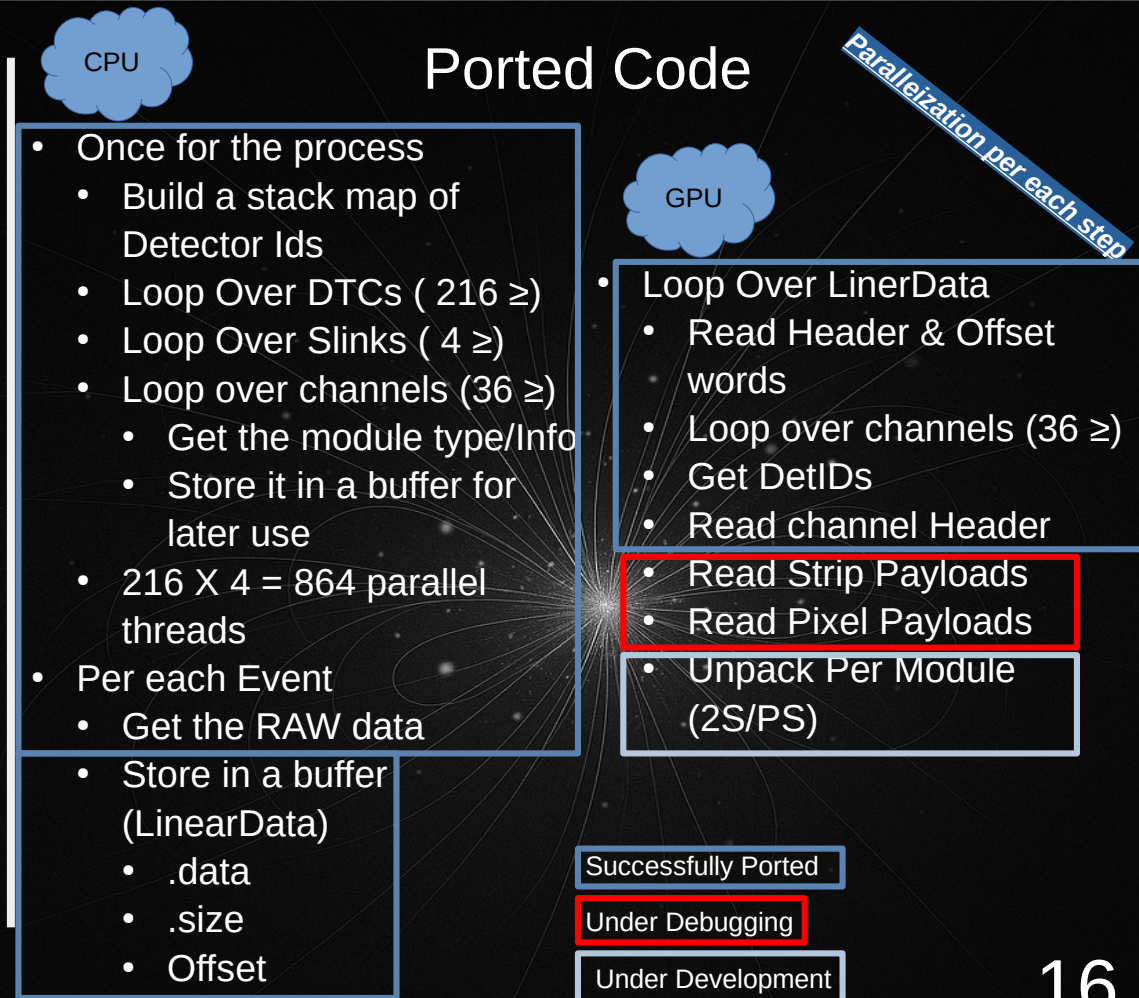 CPU
Ported Code
Paralleization per each step
• Once for the process
• Build a stack map of
Detector Ids
• Loop Over DTCs ( 216 ≥)
• Loop Over Slinks ( 4 ≥)
• Loop over channels (36 ≥)
• Get the module type/Info
• Store it in a buffer for
later use
• 216 X 4 = 864 parallel
threads
• Per each Event
• Get the RAW data
• Store in a buffer
(LinearData)
• .data
• .size
• Offset
GPU
• Loop Over LinerData
• Read Header & Offset
words
• Loop over channels (36 ≥)
• Get DetIDs
• Read channel Header
• Read Strip Payloads
• Read Pixel Payloads
• Unpack Per Module
(2S/PS)
Successfully Ported
Under Debugging
Under Development
16